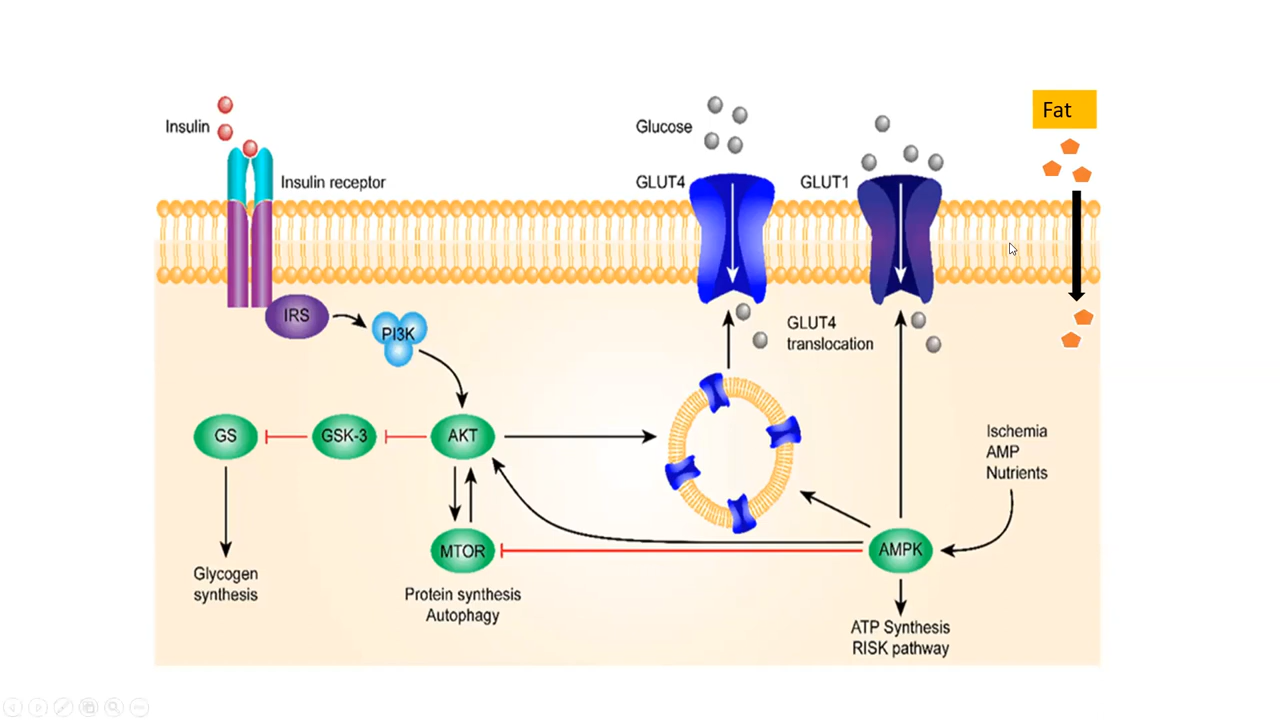 Fat
Insulin
Glucose
Insulin receptor
GLUT4
GLUT1
IRS
PI3K
GLUT4
translocation
GS
GSK-3
AKT
Ischemia
AMP
Nutrients
MTOR
AMPK
Glycogen
synthesis
Protein synthesis
Autophagy
ATP Synthesis
RISK pathway